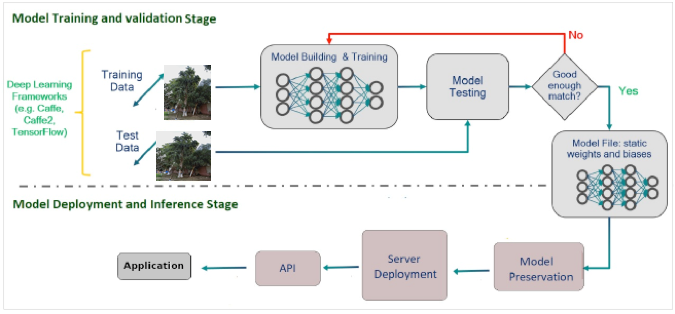 Model Training and validation Stage
No
Model Building & Training
Deep Learning
Frameworks
(e.g. Caffe,
Caffe2,
TensorFlow)
Training
Data
Model
Testing
Good
enough
match?
Yes
Test
Data
Model File: static
weights and biases
Model Deployment and Inference Stage
Application
API
Server
Deployment
Model
Preservation